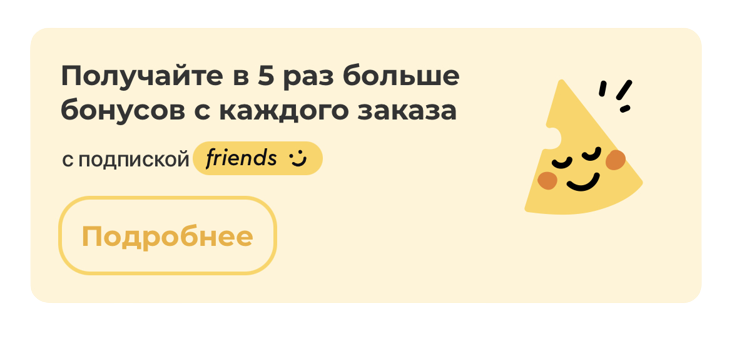 Получайте в 5 раз больше
бонусов с каждого заказа
с подпиской friends
Подробнее